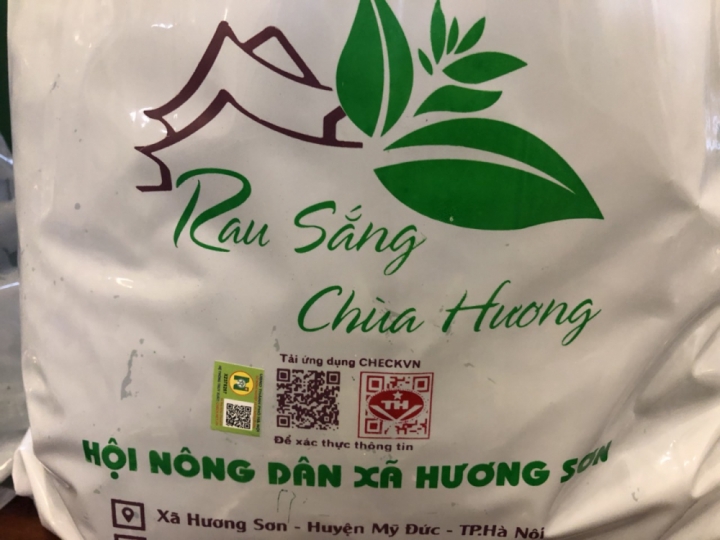 Rau Sắng
Chùa Hương
Tải ứng dụng CHECKVN
TH
Để xác thực thông tin
HỘI NÔNG DÂN XÃ HƯƠNG SƠN
Xã Hương Sơn - Huyện Mỹ Đức - TP.Hà Nội